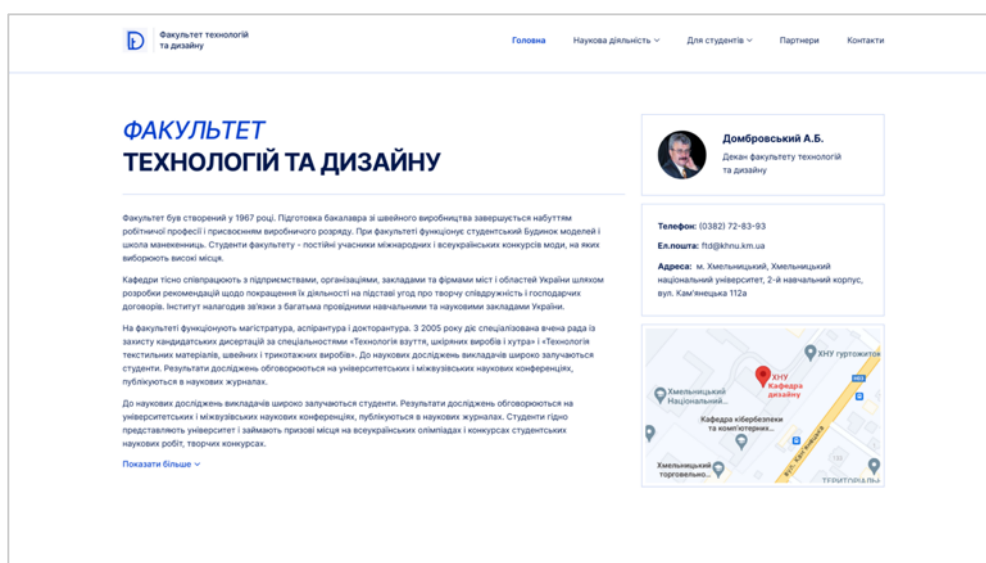 Факультет технологій
та дизайну
Головна
Наукова діяльність
Для студентів
Партнери
Контакти
ФАКУЛЬТЕТ
ТЕХНОЛОГІЙ ТА ДИЗАЙНУ
Факультет був створений у 1967 році. Підготовка бакалавра зі швейного виробництва завершується набуттям
робітничої професії і присвоєнням виробничого розряду. При факультеті функціонує студентський Будинок моделей і
школа манекенниць. Студенти факультету - постійні учасники міжнародних і всеукраїнських конкурсів моди, на яких
виборюють високі місця.
Кафедри тісно співпрацюють з підприємствами, організаціями, закладами та фірмами міст і областей України шляхом
розробки рекомендацій щодо покращення їх діяльності на підставі угод про творчу співдружність і господарчих
договорів. Інститут налагодив зв'язки з багатьма провідними навчальними та науковими закладами України.
На факультеті функціонують магістратура, аспірантура і докторантура. З 2005 року діє спеціалізована вчена рада із
захисту кандидатських дисертацій за спеціальностями «Технологія взуття, шкіряних виробів і хутра» і «Технологія
текстильних матеріалів, швейних і трикотажних виробів». До наукових досліджень викладачів широко залучаються
студенти. Результати досліджень обговорюються на університетських і міжвузівських наукових конференціях,
публікуються в наукових журналах.
До наукових досліджень викладачів широко залучаються студенти. Результати досліджень обговорюються на
університетських і міжвузівських наукових конференціях, публікуються в наукових журналах. Студенти гідно
представляють університет і займають призові місця на всеукраїнських олімпіадах і конкурсах студентських
наукових робіт, творчих конкурсах.
Показати більше
Домбровський А.Б.
Декан факультету технологій
та дизайну
Телефон: (0382) 72-83-93
Ел.пошта: ftd@khnu.km.ua
Адреса: м. Хмельницький, Хмельницький
національний університет, 2-й навчальний корпус,
вул. Кам'янецька 112а
ХНУ гуртожиток
ХНУ
Кафедра
дизайну
Хмельницький
Національний...
Кафедра кібербезпеки
та комп'ютерних...
вул. Кам'янецька
Хмельницький
торговельно...